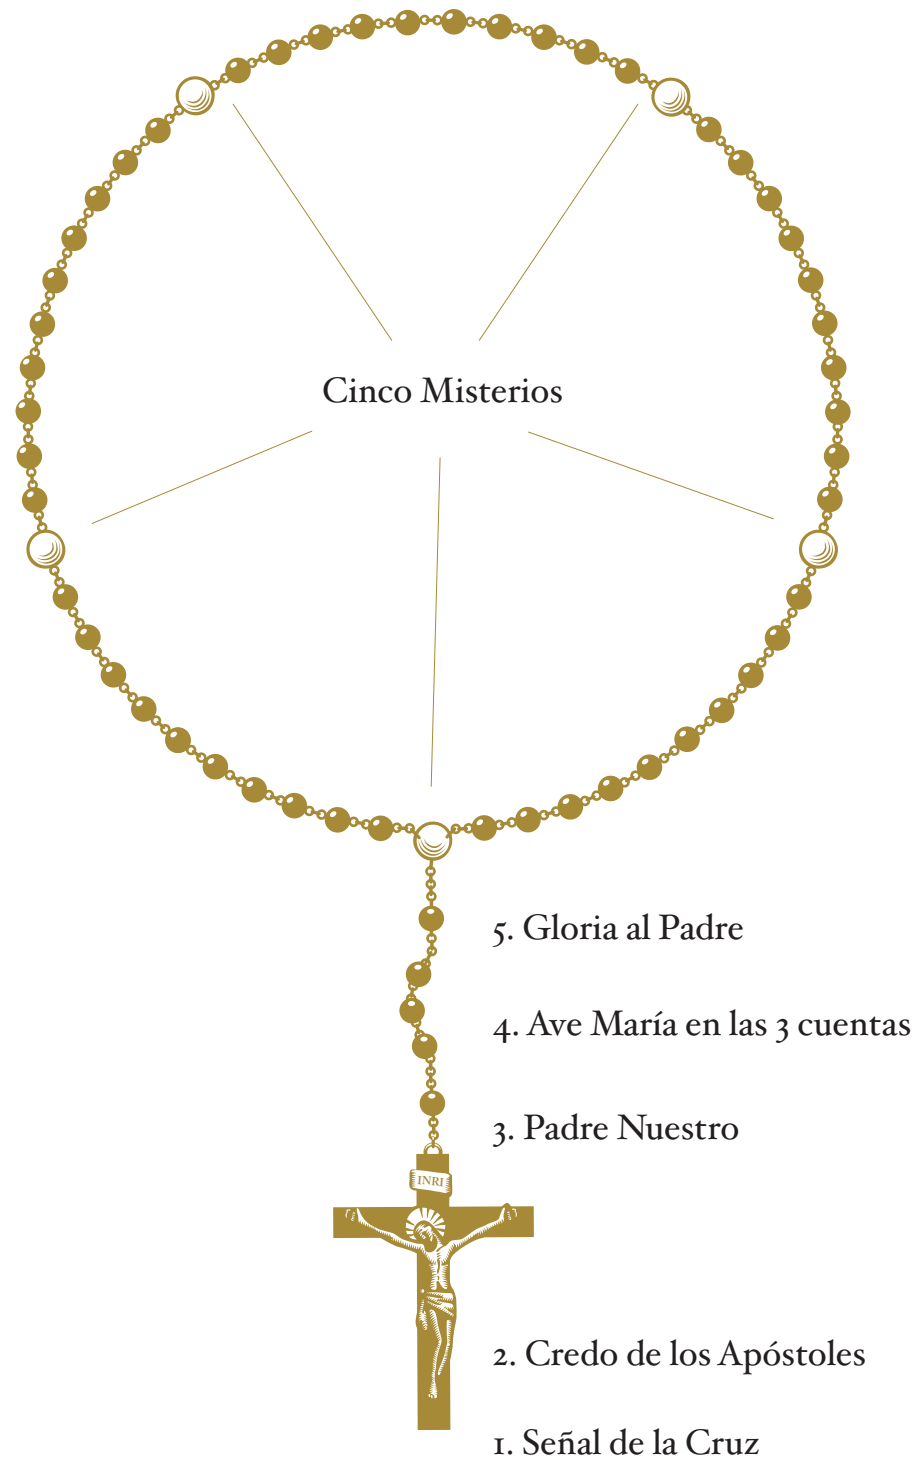 Cinco Misterios
5. Gloria al Padre
4. Ave María en las 3 cuentas
3. Padre Nuestro
INRI
2. Credo de los Apóstoles
1. Señal de la Cruz